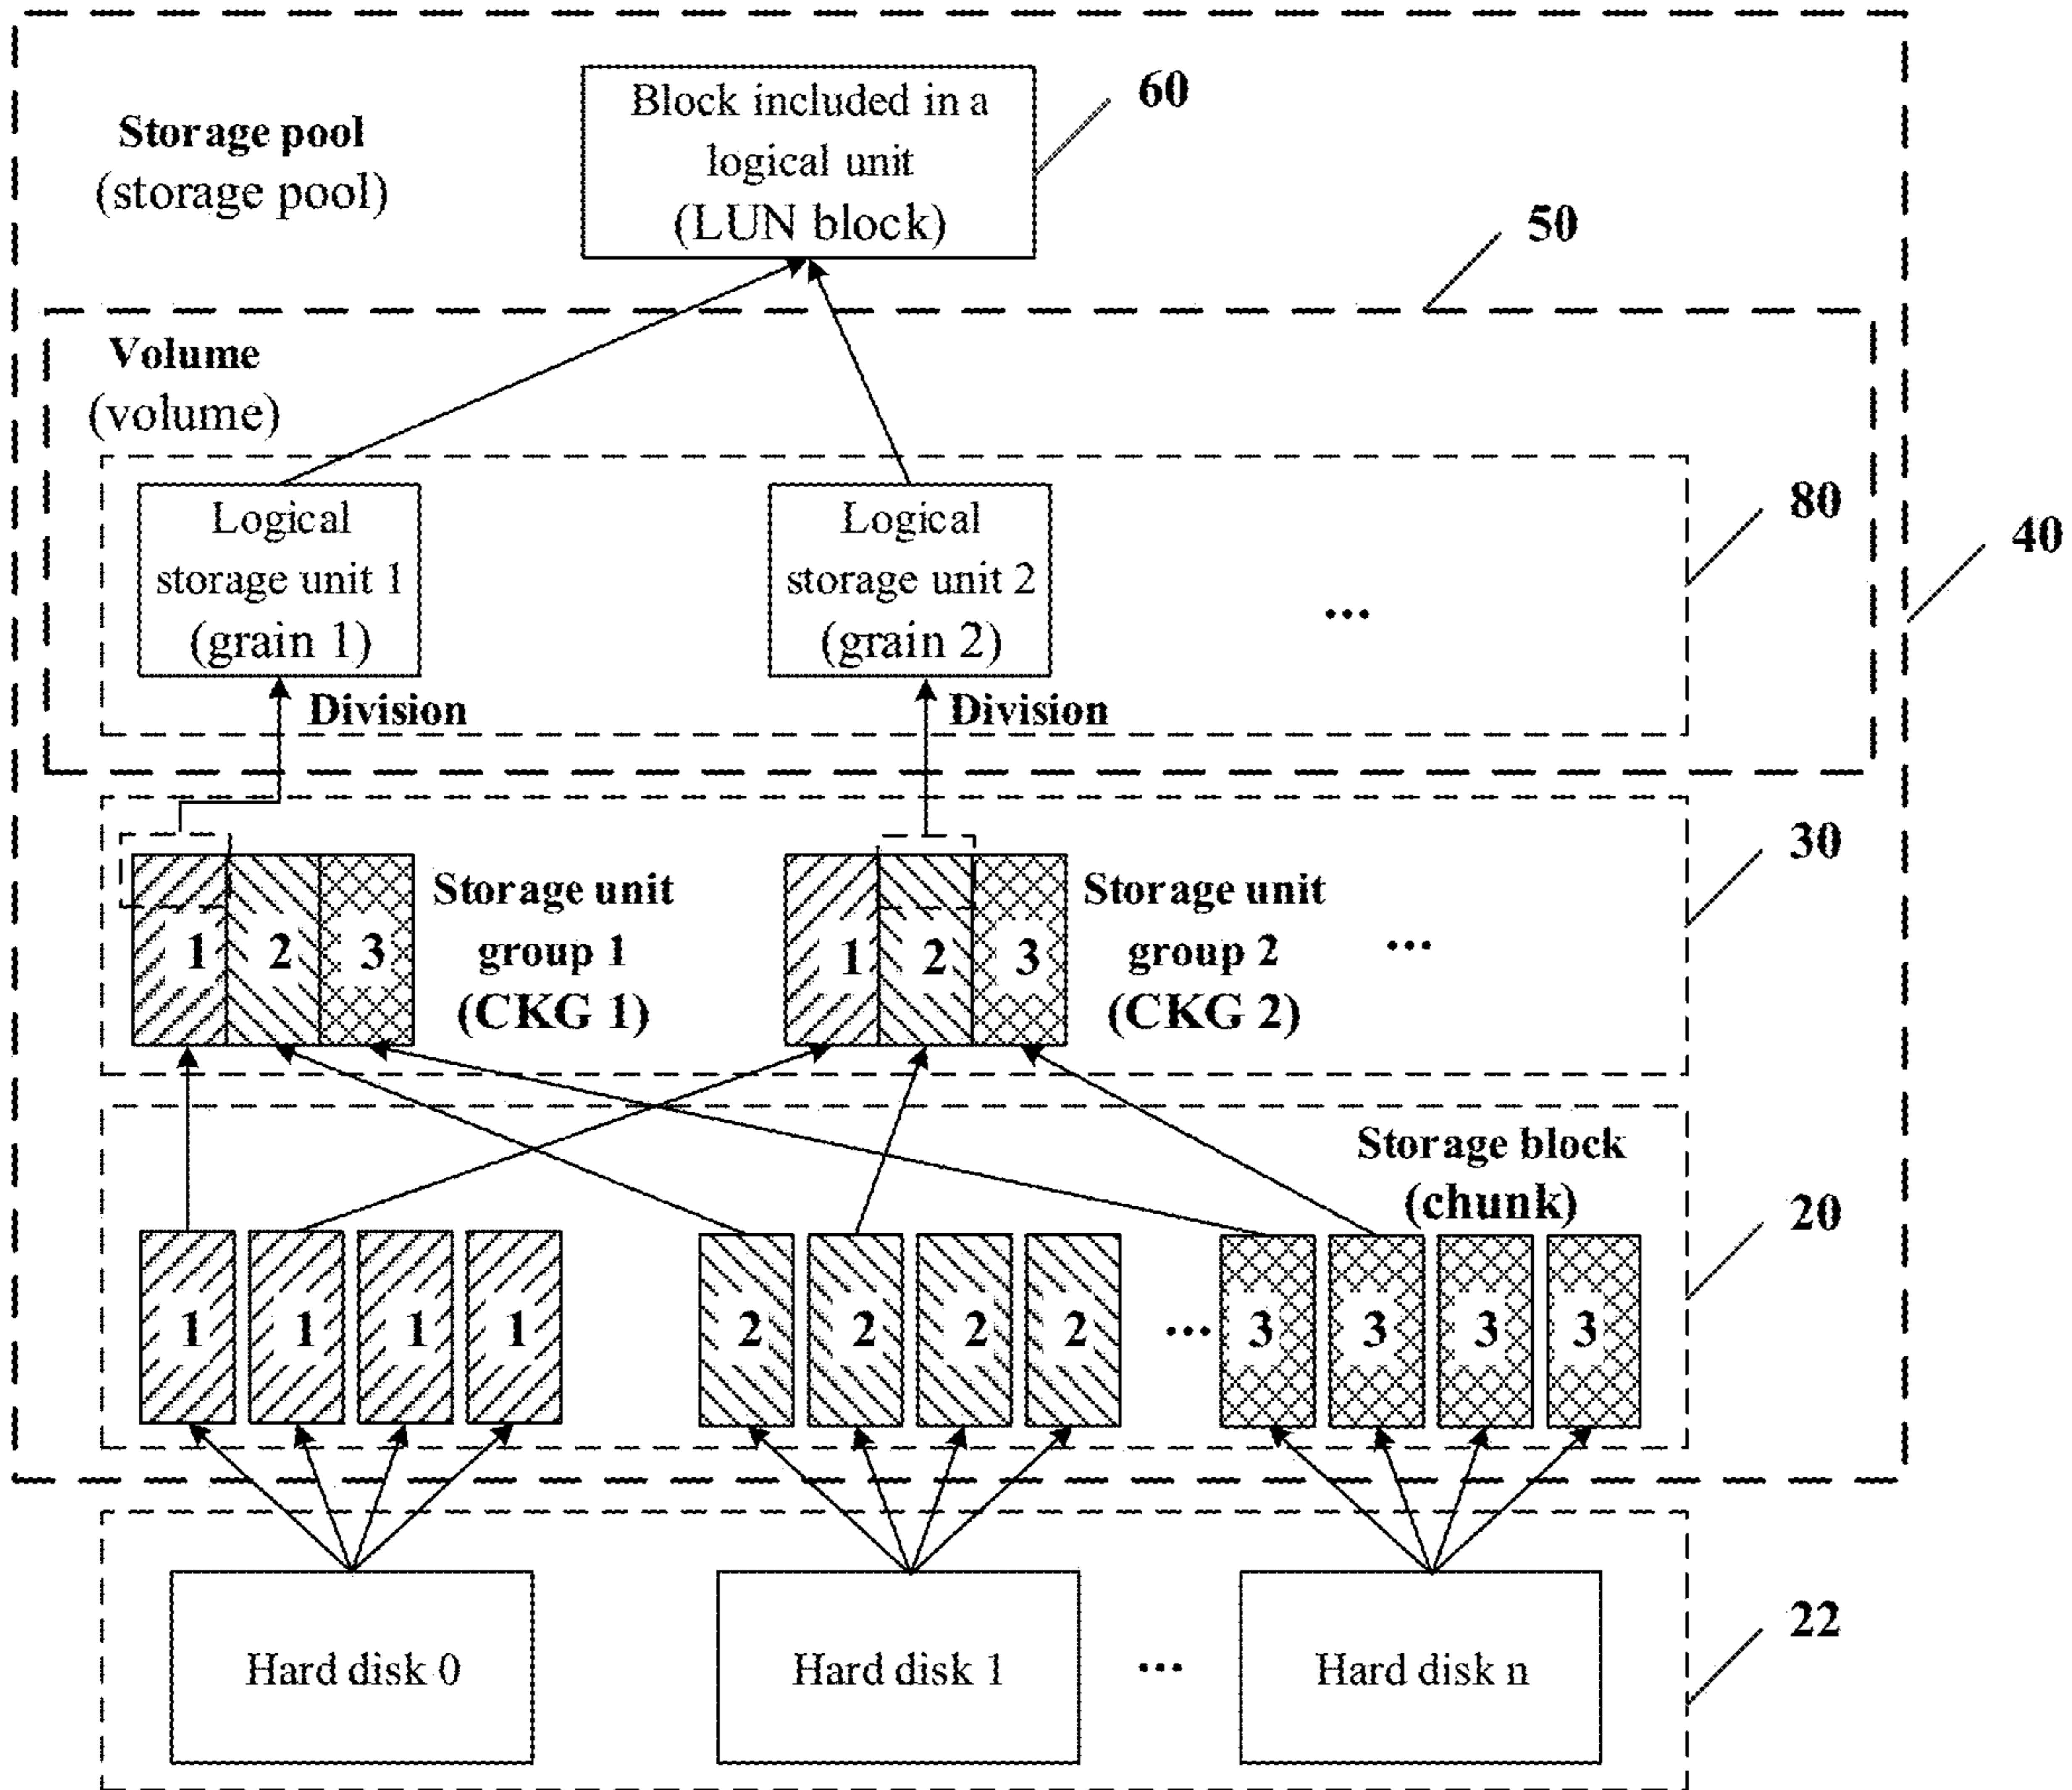 Block included in a
logical unit
(LUN block)
60
Storage pool
(storage pool)
50
Volume
(volume)
Logical
storage unit 1
(grain 1)
Logical
storage unit 2
(grain 2)
...
80
40
Division
Division
1 2 3
Storage unit
group 1
(CKG 1)
1 2 3
Storage unit
group 2
(CKG 2)
...
30
Storage block
(chunk)
20
1 1 1 1
2 2 2 2
...
3 3 3 3
Hard disk 0
Hard disk 1
...
Hard disk n
22